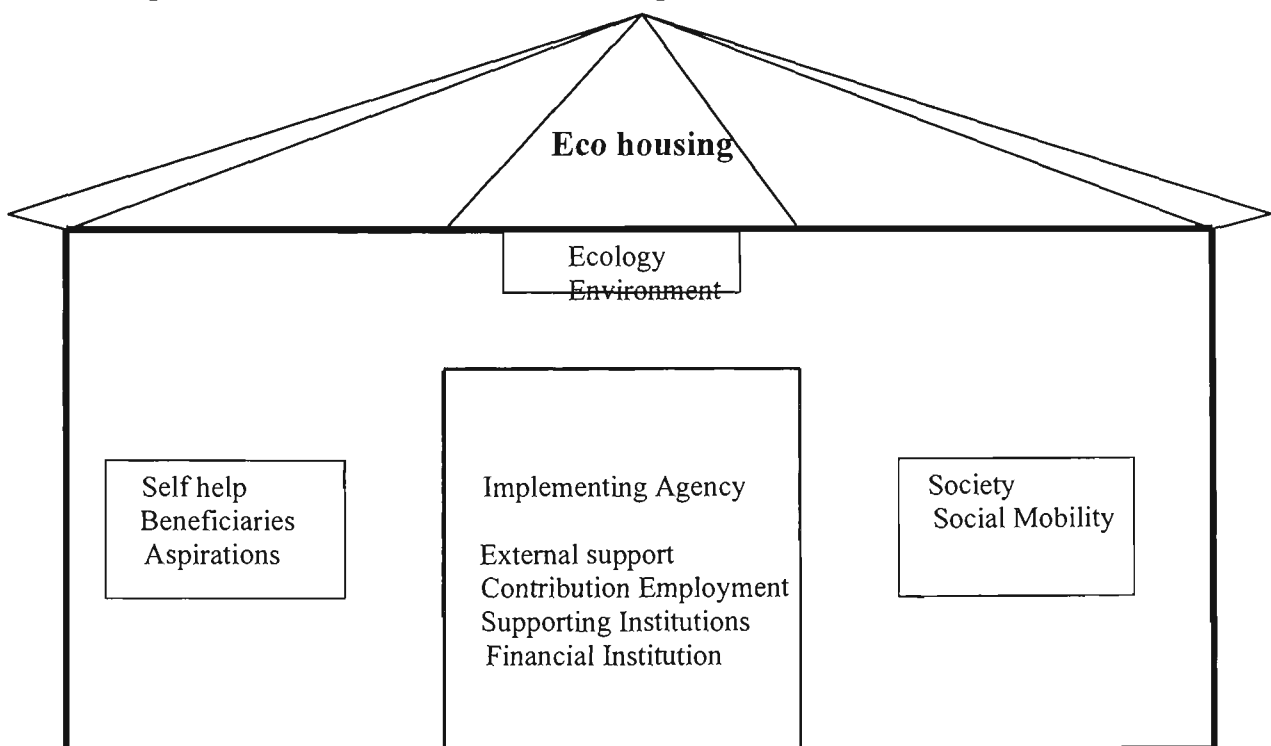 Eco housing
Ecology
Environment
Self help
Beneficiaries
Aspirations
Implementing Agency
External support
Contribution Employment
Supporting Institutions
Financial Institution
Society
Social Mobility